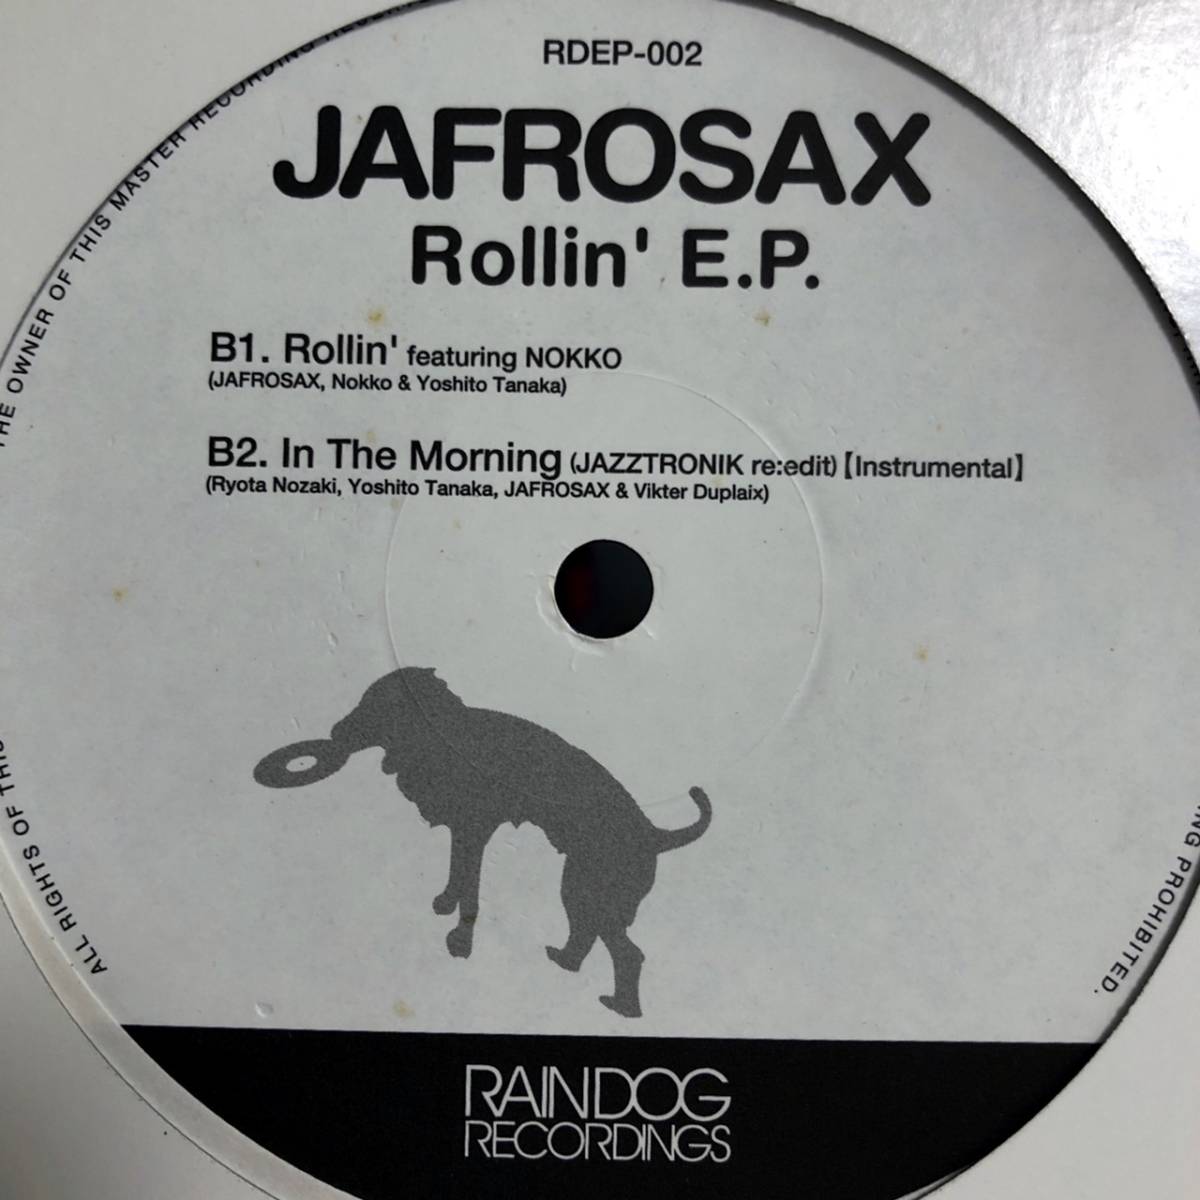 RDEP-002
JAFROSAX
Rollin' E.P.
B1. Rollin' featuring NOKKO
(JAFROSAX, Nokko & Yoshito Tanaka)
B2. In The Morning (JAZZTRONIK re:edit)【Instrumental】
(Ryota Nozaki, Yoshito Tanaka, JAFROSAX & Vikter Duplaix)
RAINDOG
RECORDINGS
ALL RIGHTS OF THIS
THE OWNER OF THIS MASTER RECORDING
PROHIBITED.